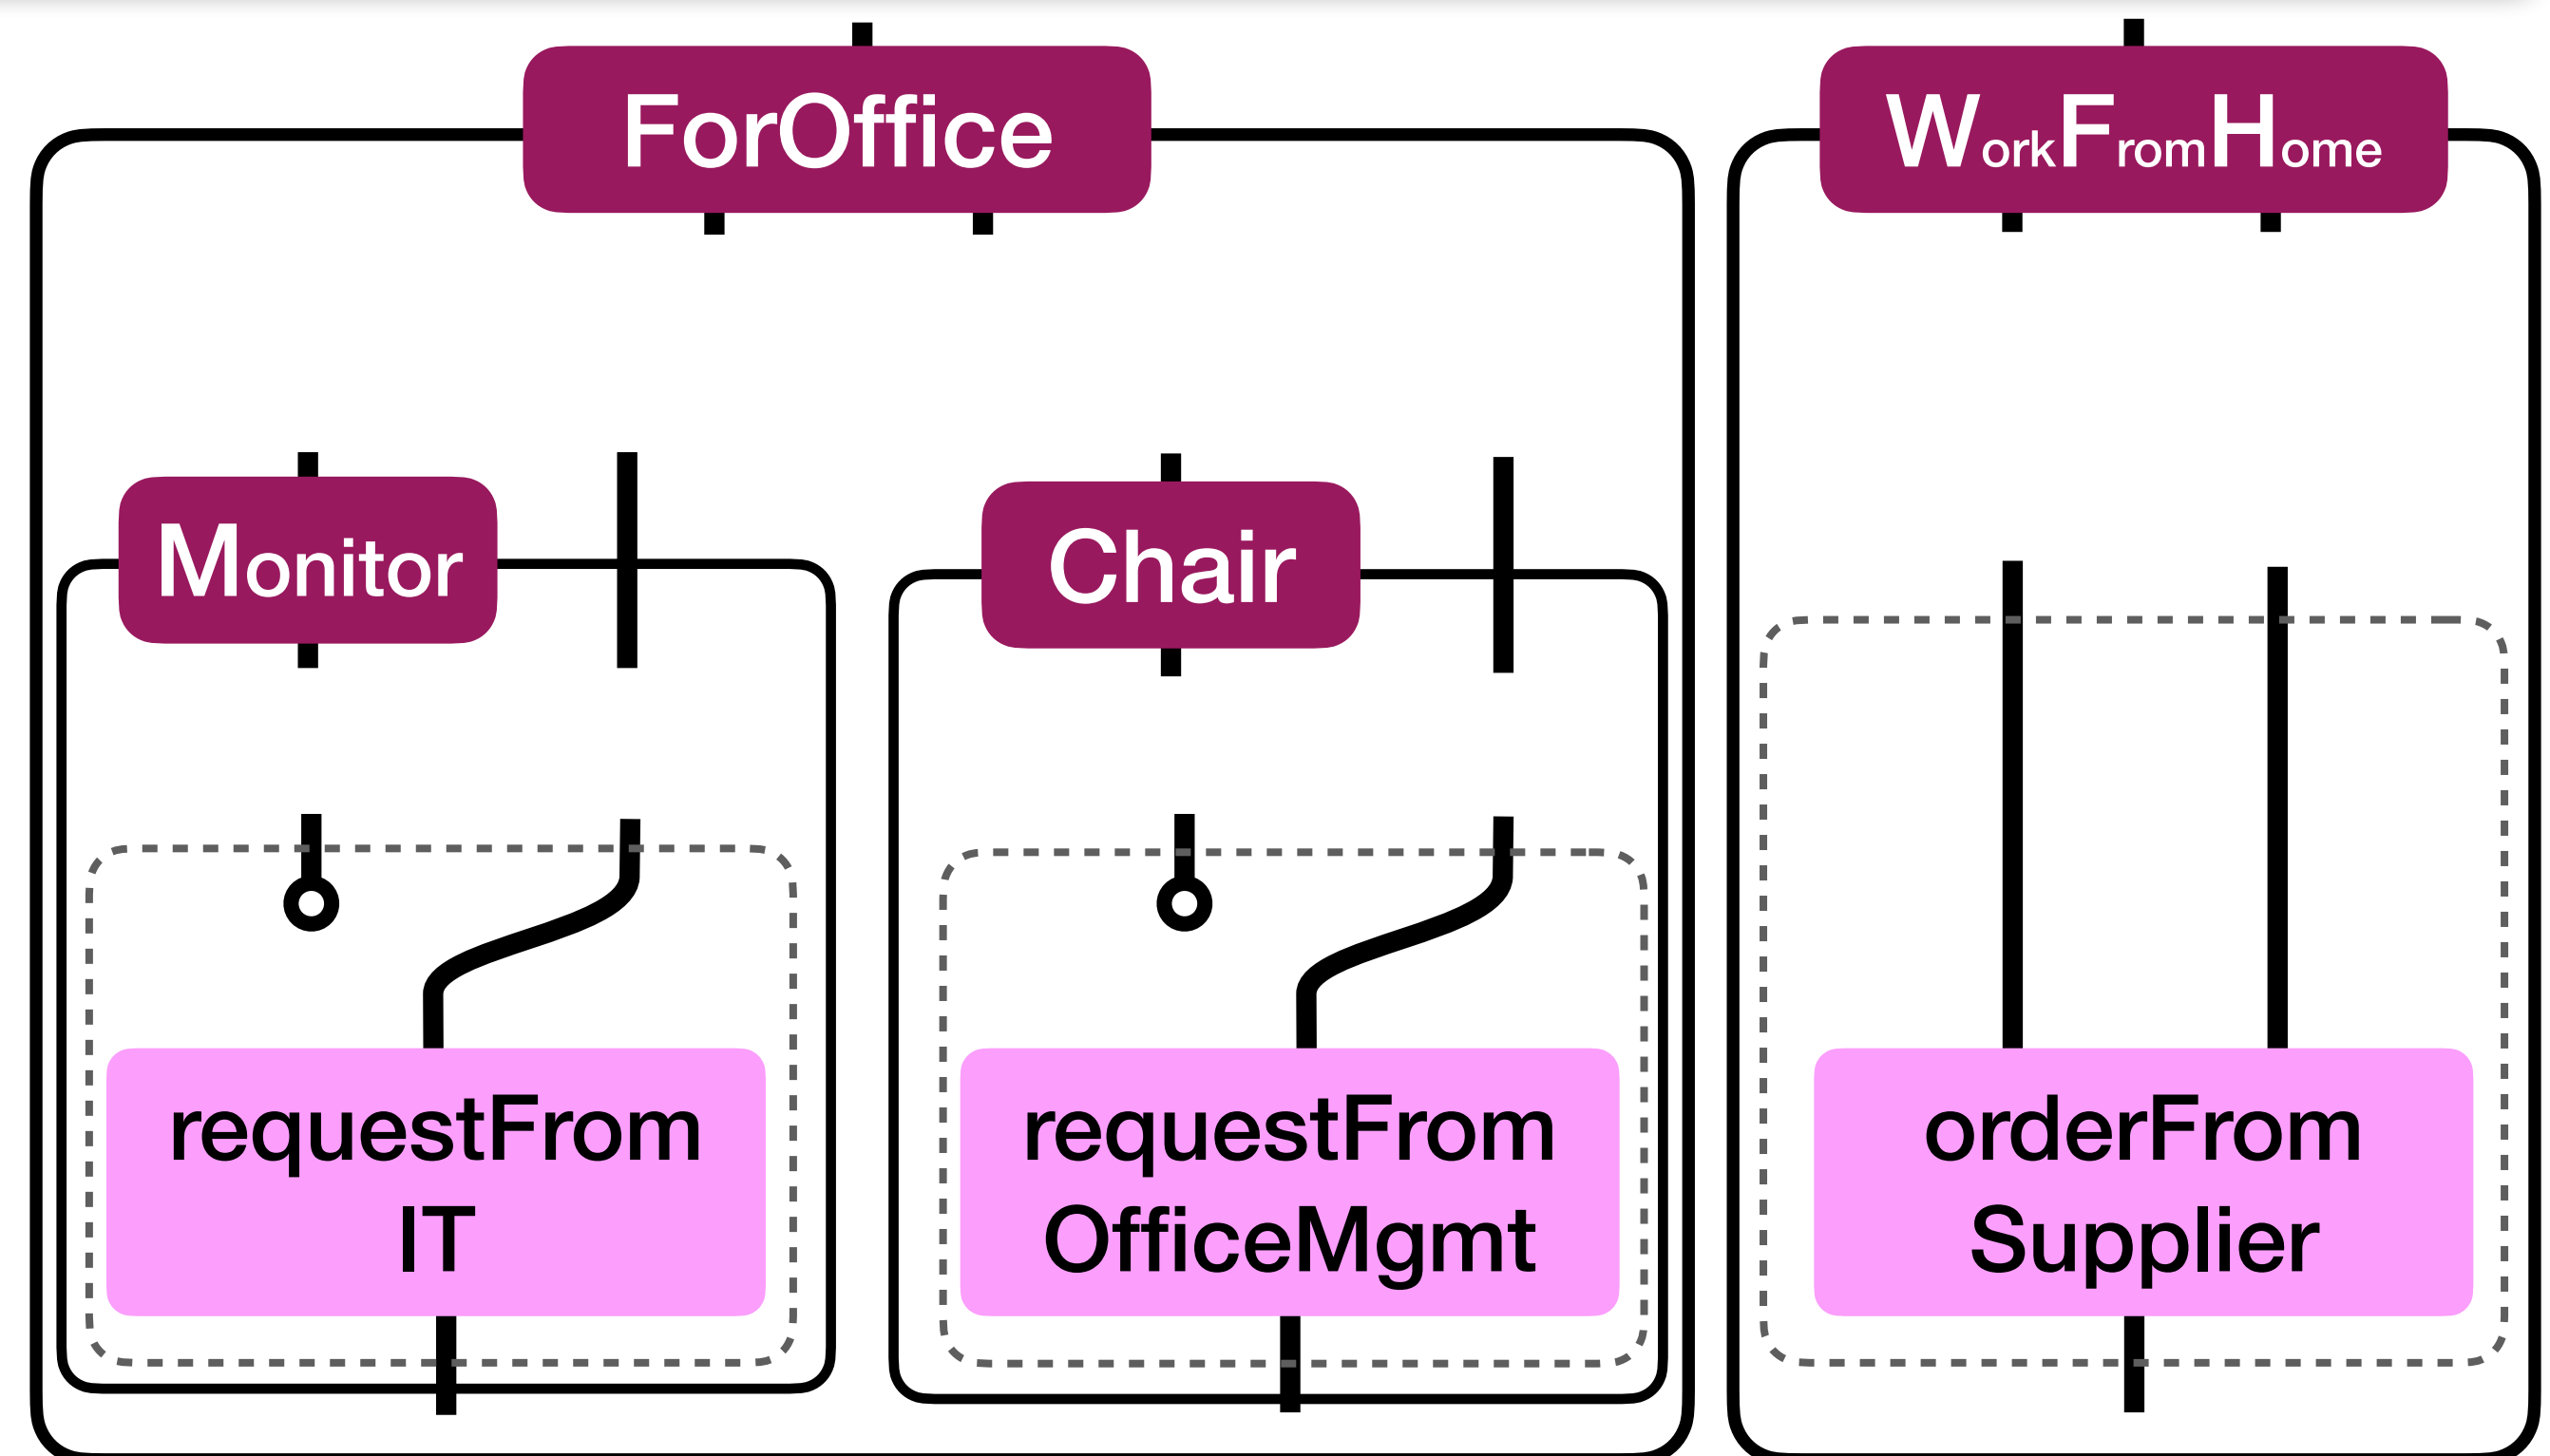 ForOffice
WorkFromHome
Monitor
Chair
requestFrom
IT
requestFrom
OfficeMgmt
orderFrom
Supplier